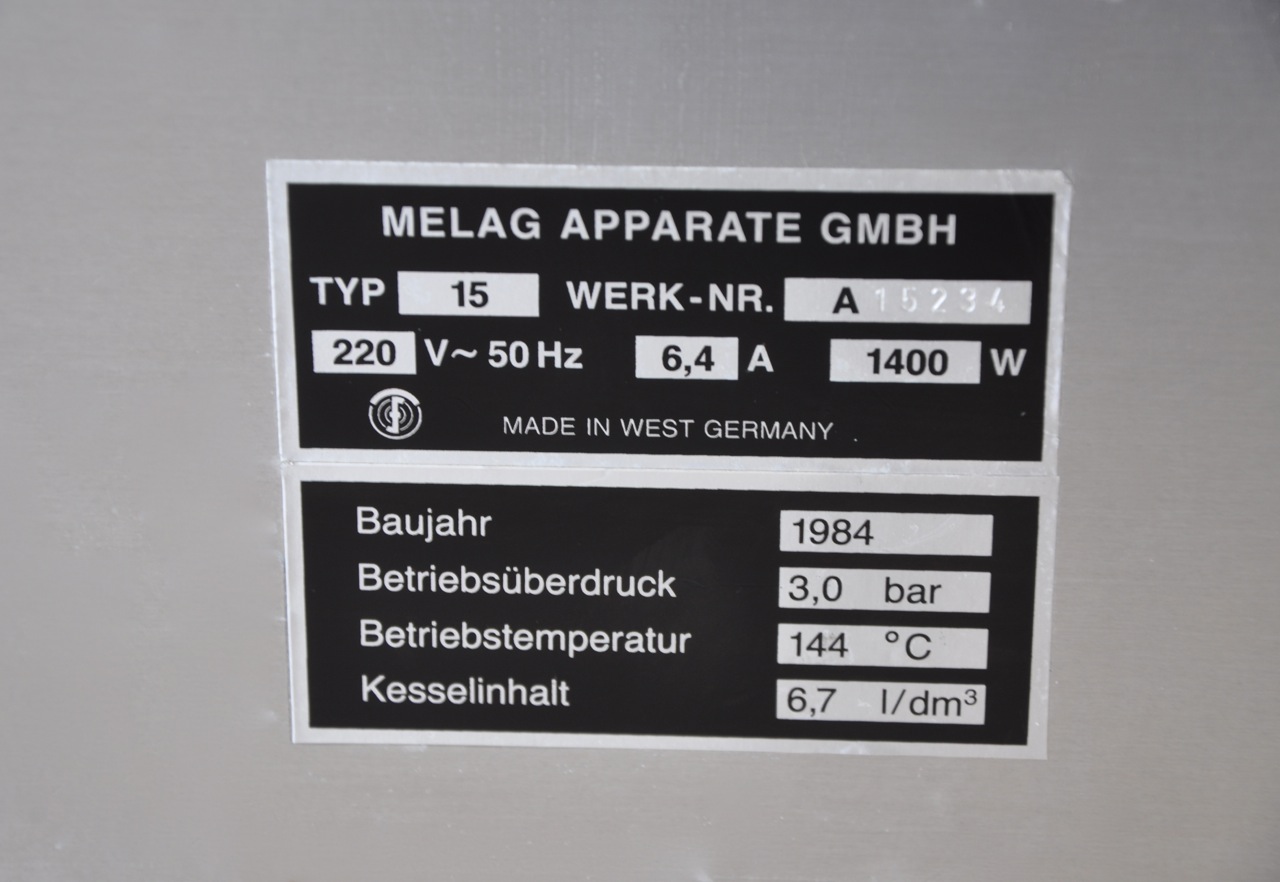 MELAG APPARATE GMBH
TYP 15 WERK-NR. A 15234
220 V~ 50 Hz 6,4 A 1400 W
MADE IN WEST GERMANY
Baujahr 1984
Betriebsüberdruck 3,0 bar
Betriebstemperatur 144 °C
Kesselinhalt 6,7 l/dm³